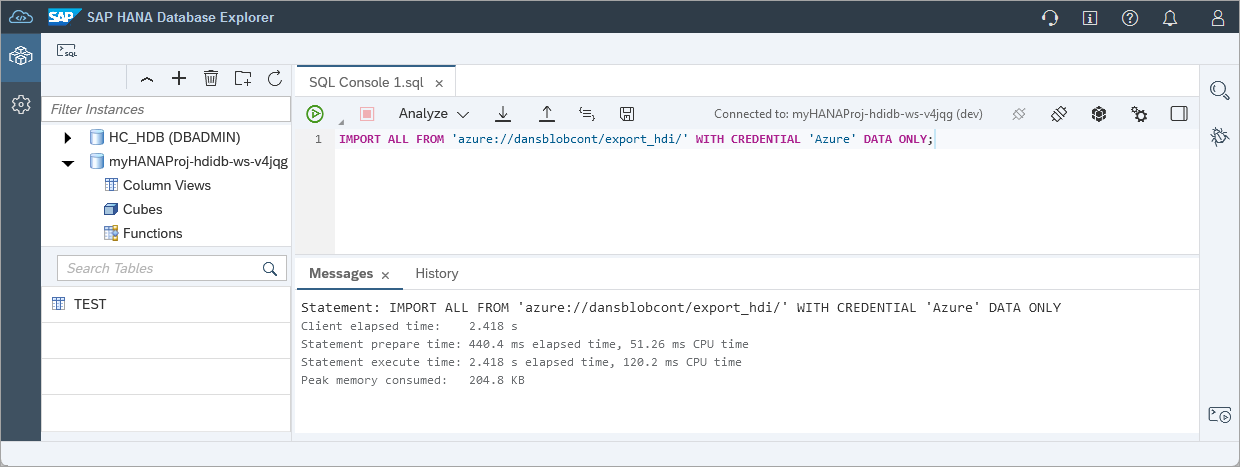 SAP SAP HANA Database Explorer
SQL
Filter Instances
HC_HDB (DBADMIN)
myHANAProj-hdidb-ws-v4jqg
Column Views
Cubes
Functions
Search Tables
TEST
SQL Console 1.sql
Analyze
Connected to: myHANAProj-hdidb-ws-v4jqg (dev)
1 IMPORT ALL FROM 'azure://dansblobcont/export_hdi/' WITH CREDENTIAL 'Azure' DATA ONLY;
Messages History
Statement: IMPORT ALL FROM 'azure://dansblobcont/export_hdi/' WITH CREDENTIAL 'Azure' DATA ONLY
Client elapsed time: 2.418 s
Statement prepare time: 440.4 ms elapsed time, 51.26 ms CPU time
Statement execute time: 2.418 s elapsed time, 120.2 ms CPU time
Peak memory consumed: 204.8 KB